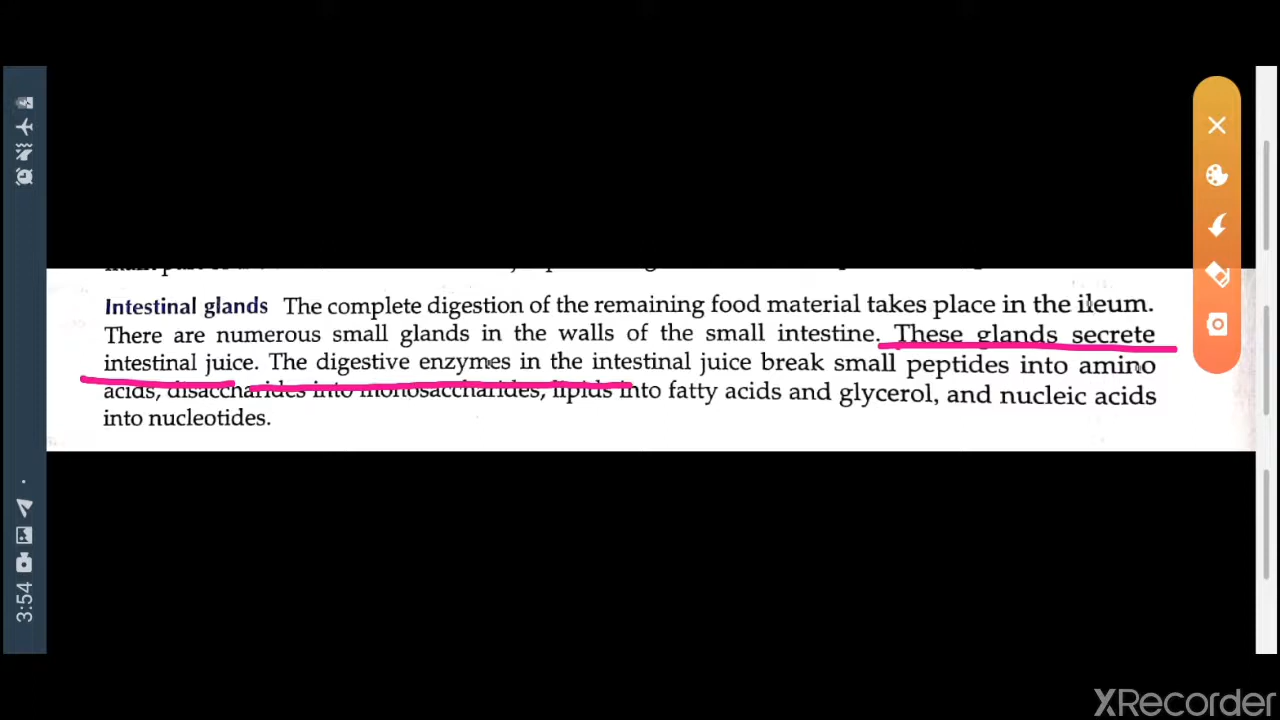 Intestinal glands The complete digestion of the remaining food material takes place in the ileum.
There are numerous small glands in the walls of the small intestine. These glands secrete
intestinal juice. The digestive enzymes in the intestinal juice break small peptides into amino
acids, disaccharides into monosaccharides, lipids into fatty acids and glycerol, and nucleic acids
into nucleotides.
3:54
XRecorder